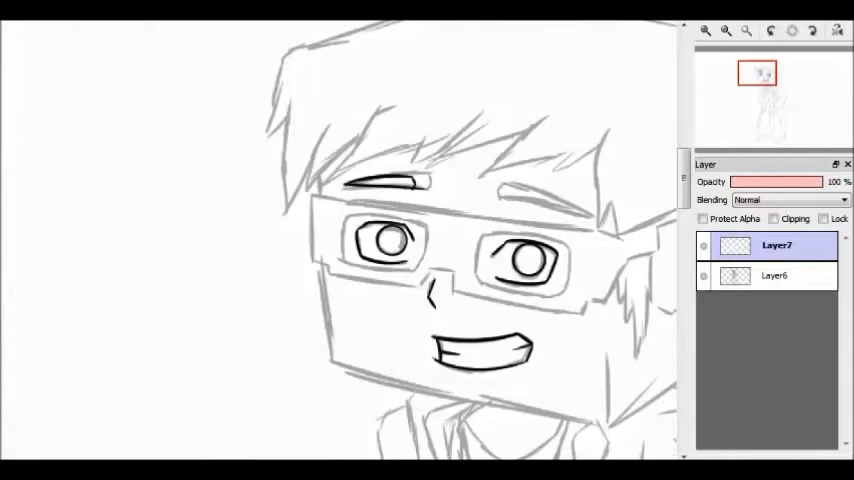 Layer
Opacity 100 %
Blending Normal
Protect Alpha Clipping Lock
Layer7
Layer6